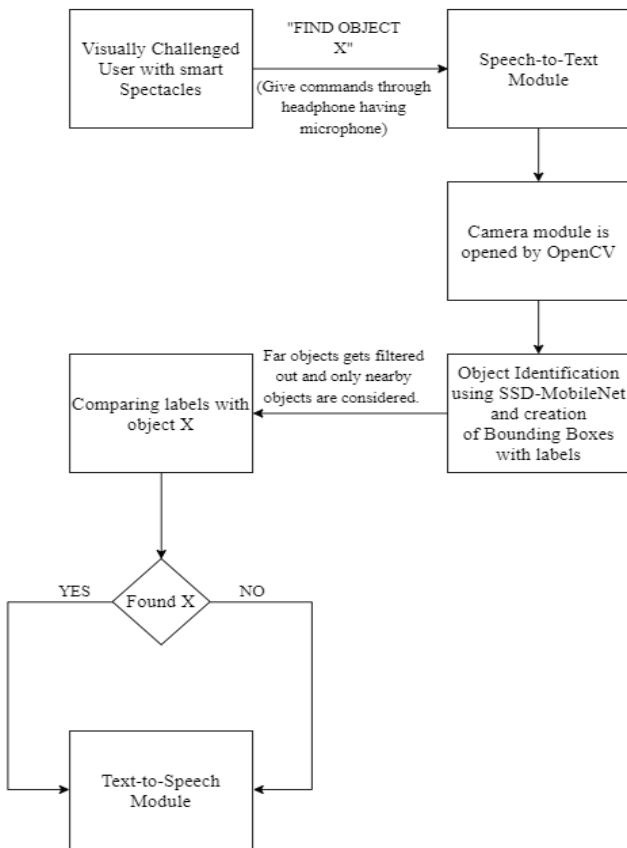 Visually Challenged
User with smart
Spectacles
"FIND OBJECT
X"
(Give commands through
headphone having
microphone)
Speech-to-Text
Module
Camera module is
opened by OpenCV
Object Identification
using SSD-MobileNet
and creation
of Bounding Boxes
with labels
Far objects gets filtered
out and only nearby
objects are considered.
Comparing labels with
object X
Found X
YES
NO
Text-to-Speech
Module